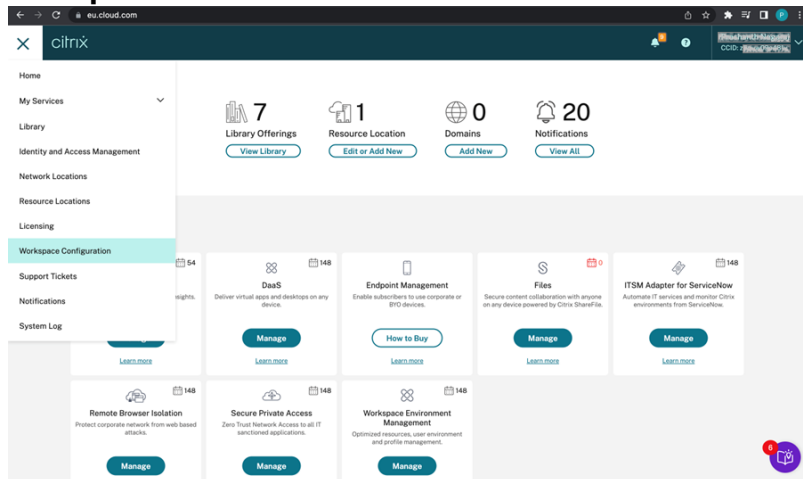 eu.cloud.com
citrix
CCID:
Home
My Services
Library
Identity and Access Management
Network Locations
Resource Locations
Licensing
Workspace Configuration
Support Tickets
Notifications
System Log
7
Library Offerings
View Library
1
Resource Location
Edit or Add New
0
Domains
Add New
20
Notifications
View All
54
sights.
Learn more
148
DaaS
Deliver virtual apps and desktops on any
device.
Manage
Learn more
Endpoint Management
Enable subscribers to use corporate or
BYO devices.
How to Buy
Learn more
0
Files
Secure content collaboration with anyone
on any device powered by Citrix ShareFile.
Manage
Learn more
148
ITSM Adapter for ServiceNow
Automate IT services and monitor Citrix
environments from ServiceNow.
Manage
Learn more
148
Remote Browser Isolation
Protect corporate network from web based
attacks.
Manage
148
Secure Private Access
Zero Trust Network Access to all IT
sanctioned applications.
Manage
148
Workspace Environment
Management
Optimized resources, user environment
and profile management.
Manage
6